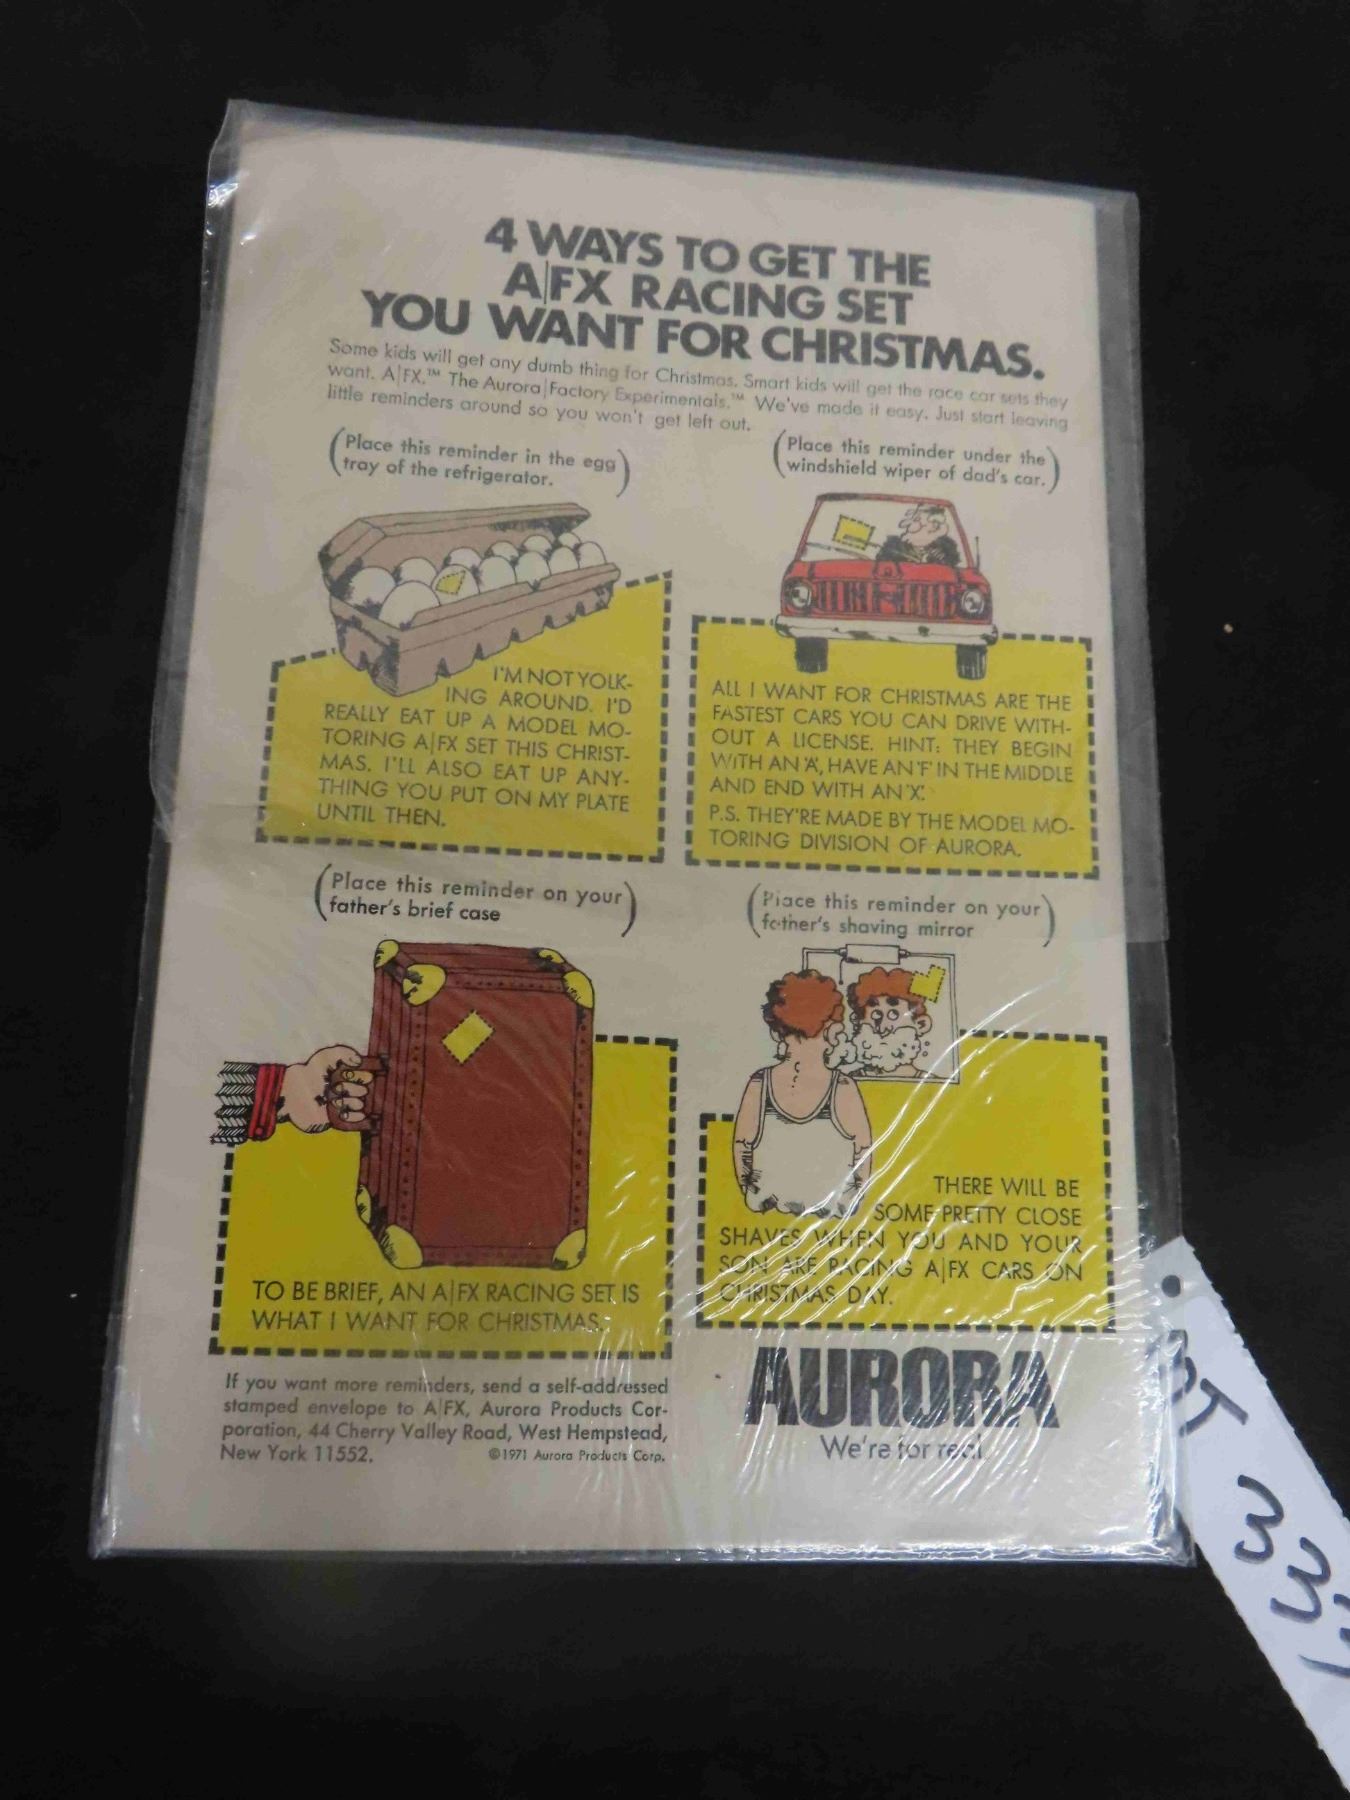 4 WAYS TO GET THE
A|FX RACING SET
YOU WANT FOR CHRISTMAS.
Some kids will get any dumb thing for Christmas. Smart kids will get the race car sets they
want. A|FX.™ The Aurora|Factory Experimentals.™ We've made it easy. Just start leaving
little reminders around so you won't get left out.
(Place this reminder in the egg
tray of the refrigerator.)
I'M NOT YOLK-
ING AROUND. I'D
REALLY EAT UP A MODEL MO-
TORING A|FX SET THIS CHRIST-
MAS. I'LL ALSO EAT UP ANY-
THING YOU PUT ON MY PLATE
UNTIL THEN.
(Place this reminder under the
windshield wiper of dad's car.)
ALL I WANT FOR CHRISTMAS ARE THE
FASTEST CARS YOU CAN DRIVE WITH-
OUT A LICENSE. HINT: THEY BEGIN
WITH AN 'A', HAVE AN 'F' IN THE MIDDLE
AND END WITH AN 'X'.
P.S. THEY'RE MADE BY THE MODEL MO-
TORING DIVISION OF AURORA.
(Place this reminder on your
father's brief case)
TO BE BRIEF, AN A|FX RACING SET IS
WHAT I WANT FOR CHRISTMAS.
(Place this reminder on your
father's shaving mirror)
THERE WILL BE
SOME PRETTY CLOSE
SHAVES WHEN YOU AND YOUR
SON ARE RACING A|FX CARS ON
CHRISTMAS DAY.
If you want more reminders, send a self-addressed
stamped envelope to A|FX, Aurora Products Cor-
poration, 44 Cherry Valley Road, West Hempstead,
New York 11552.
©1971 Aurora Products Corp.
AURORA
We're for real